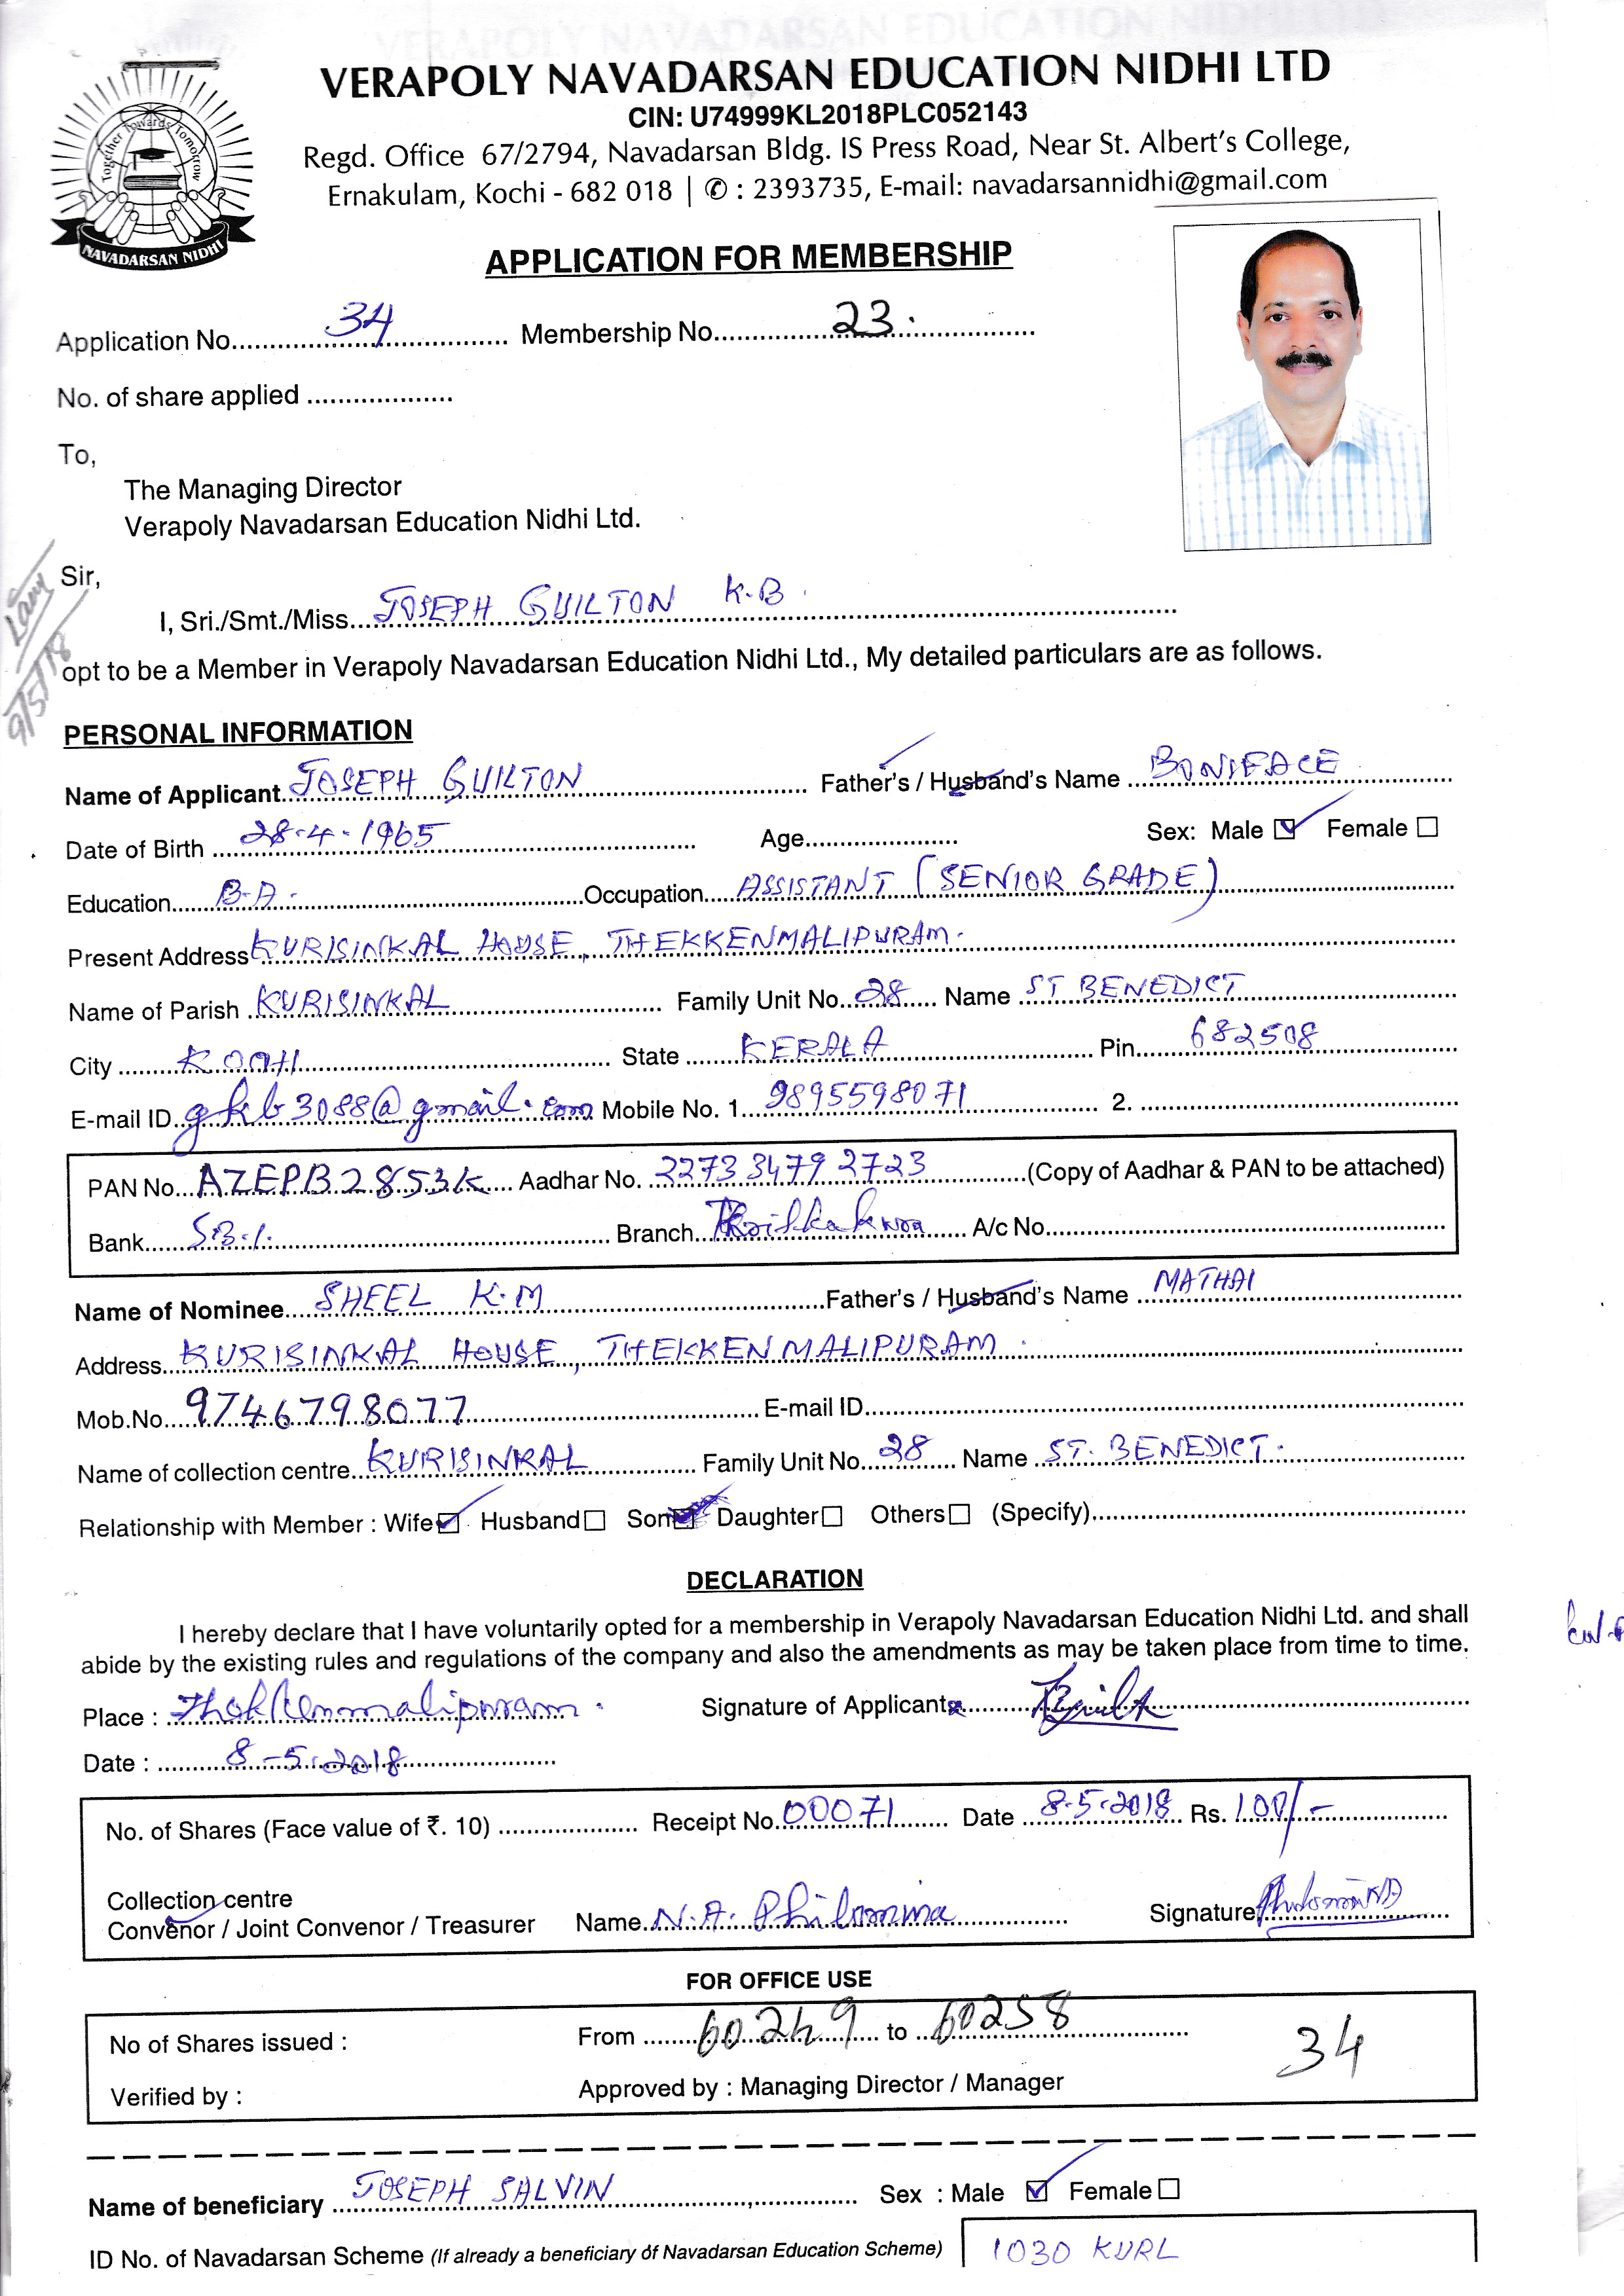 VERAPOLY NAVADARSAN EDUCATION NIDHI LTD
CIN: U74999KL2018PLC052143
Regd. Office 67/2794, Navadarsan Bldg. IS Press Road, Near St. Albert's College,
Ernakulam, Kochi - 682 018 | ✆ : 2393735, E-mail: navadarsannidhi@gmail.com
Together Towards Tomorrow
NAVADARSAN NIDHI
APPLICATION FOR MEMBERSHIP
Application No. 34 Membership No. 23.
No. of share applied
To,
The Managing Director
Verapoly Navadarsan Education Nidhi Ltd.
Sir,
I, Sri./Smt./Miss. JOSEPH GUILTON K.B.
opt to be a Member in Verapoly Navadarsan Education Nidhi Ltd., My detailed particulars are as follows.
9/5/18
PERSONAL INFORMATION
Name of Applicant JOSEPH GUILTON Father's / Husband's Name BONIFACE
Date of Birth 28-4-1965 Age Sex: Male Female
Education B.A. Occupation ASSISTANT (SENIOR GRADE)
Present Address KURISINKAL HOUSE, THEKKENMALIPURAM.
Name of Parish KURISINKAL Family Unit No. 28 Name ST BENEDICT
City KOCHI State KERALA Pin 682508
E-mail ID gkb3088@gmail.com Mobile No. 1. 9895598071 2.
PAN No. AZEPB2853K Aadhar No. 2273 3479 2723 (Copy of Aadhar & PAN to be attached)
Bank S.B.I. Branch Thrikkakara A/c No.
Name of Nominee SHEEL K.M Father's / Husband's Name MATHAI
Address KURISINKAL HOUSE, THEKKENMALIPURAM.
Mob.No. 9746798077 E-mail ID
Name of collection centre KURISINKAL Family Unit No. 28 Name ST. BENEDICT.
Relationship with Member : Wife Husband Son Daughter Others (Specify)
DECLARATION
I hereby declare that I have voluntarily opted for a membership in Verapoly Navadarsan Education Nidhi Ltd. and shall
abide by the existing rules and regulations of the company and also the amendments as may be taken place from time to time.
Place : Thekkenmalipuram. Signature of Applicant
Date : 8-5-2018
No. of Shares (Face value of ₹. 10) Receipt No. 00071 Date 8-5-2018 Rs. 100/-
Collection centre
Convenor / Joint Convenor / Treasurer Name N.A. Philomina Signature
FOR OFFICE USE
No of Shares issued : From 60249 to 60258 34
Verified by : Approved by : Managing Director / Manager
Name of beneficiary JOSEPH SALVIN Sex : Male Female
ID No. of Navadarsan Scheme (If already a beneficiary of Navadarsan Education Scheme) 1030 KURL